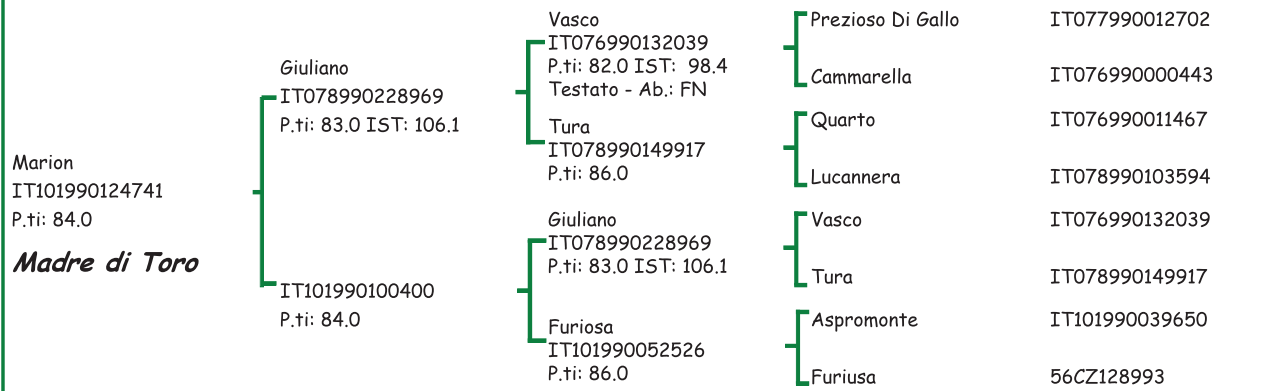 Marion
IT101990124741
P.ti: 84.0
Madre di Toro
Giuliano
IT078990228969
P.ti: 83.0 IST: 106.1
IT101990100400
P.ti: 84.0
Vasco
IT076990132039
P.ti: 82.0 IST: 98.4
Testato - Ab.: FN
Tura
IT078990149917
P.ti: 86.0
Giuliano
IT078990228969
P.ti: 83.0 IST: 106.1
Furiosa
IT101990052526
P.ti: 86.0
Prezioso Di Gallo IT077990012702
Cammarella IT076990000443
Quarto IT076990011467
Lucannera IT078990103594
Vasco IT076990132039
Tura IT078990149917
Aspromonte IT101990039650
Furiusa 56CZ128993